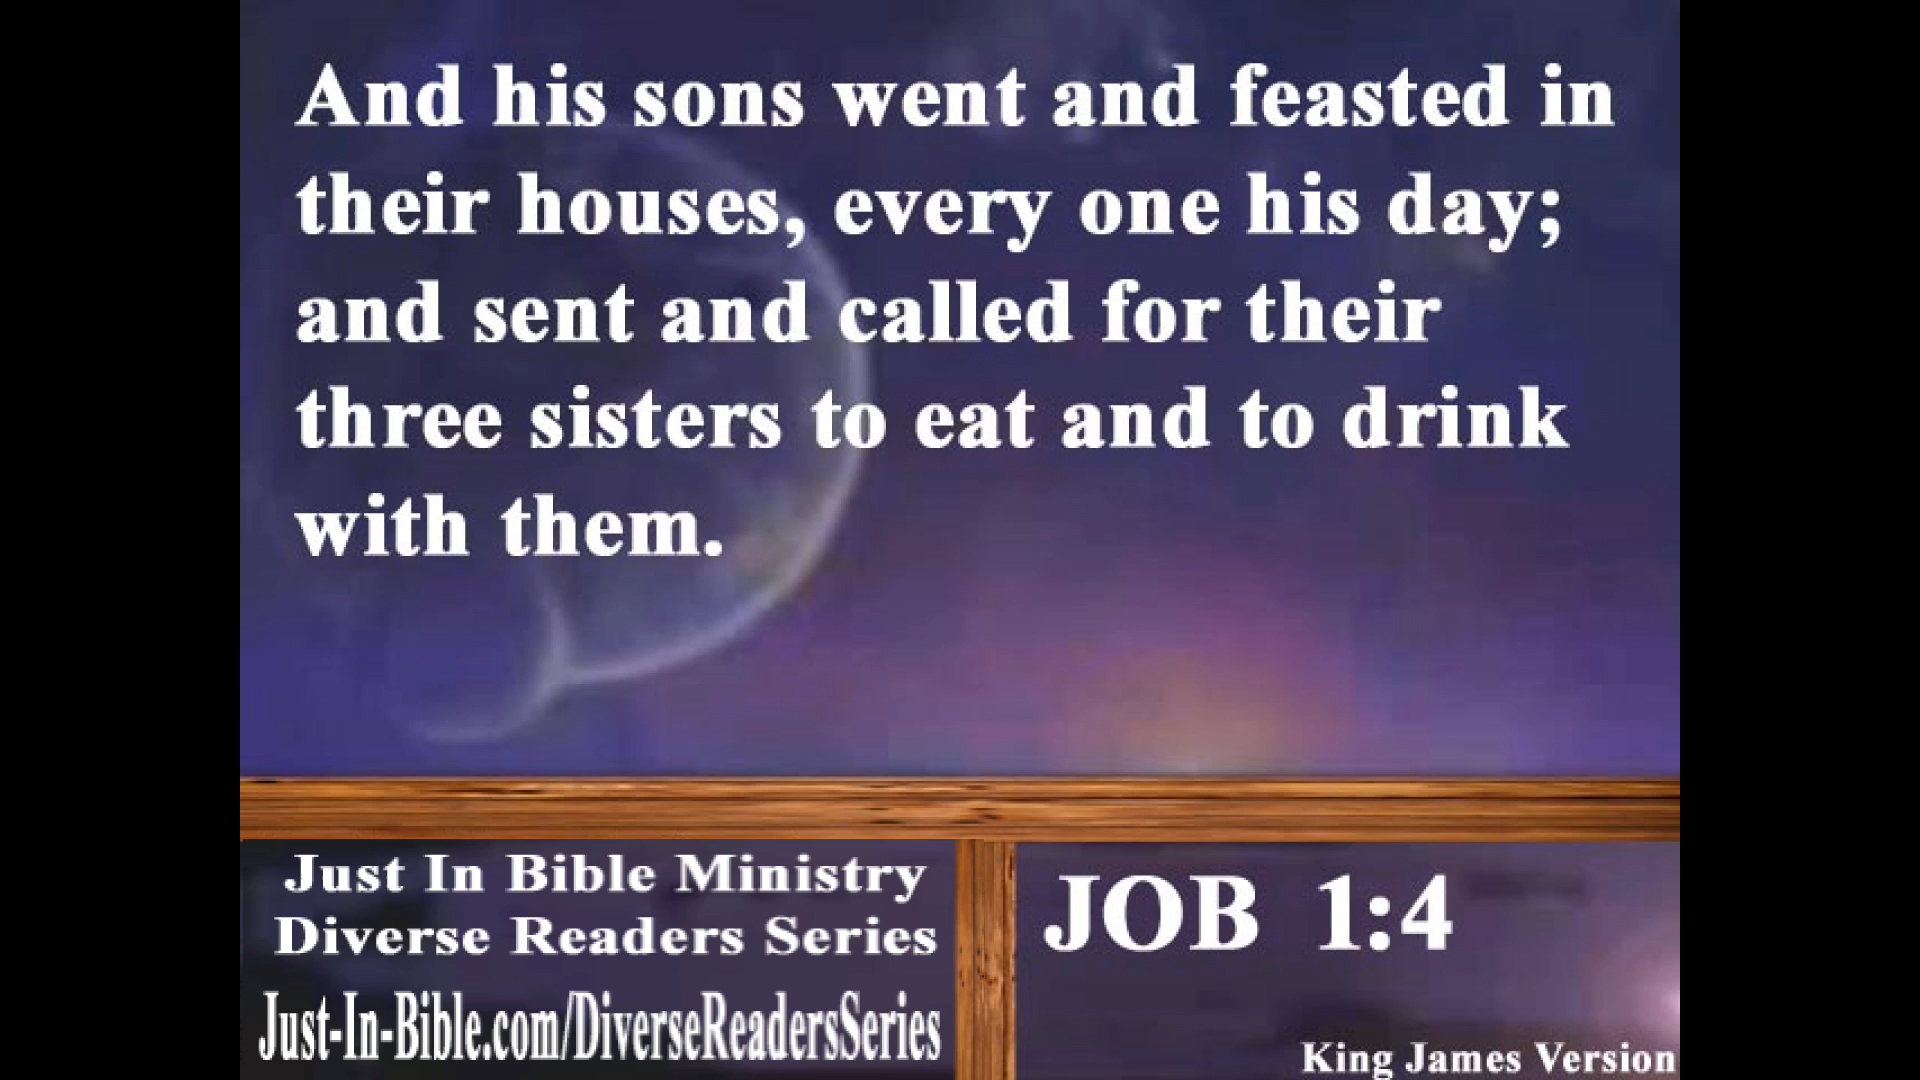 And his sons went and feasted in
their houses, every one his day;
and sent and called for their
three sisters to eat and to drink
with them.
Just In Bible Ministry
Diverse Readers Series
Just-In-Bible.com/DiverseReadersSeries
JOB 1:4
King James Version